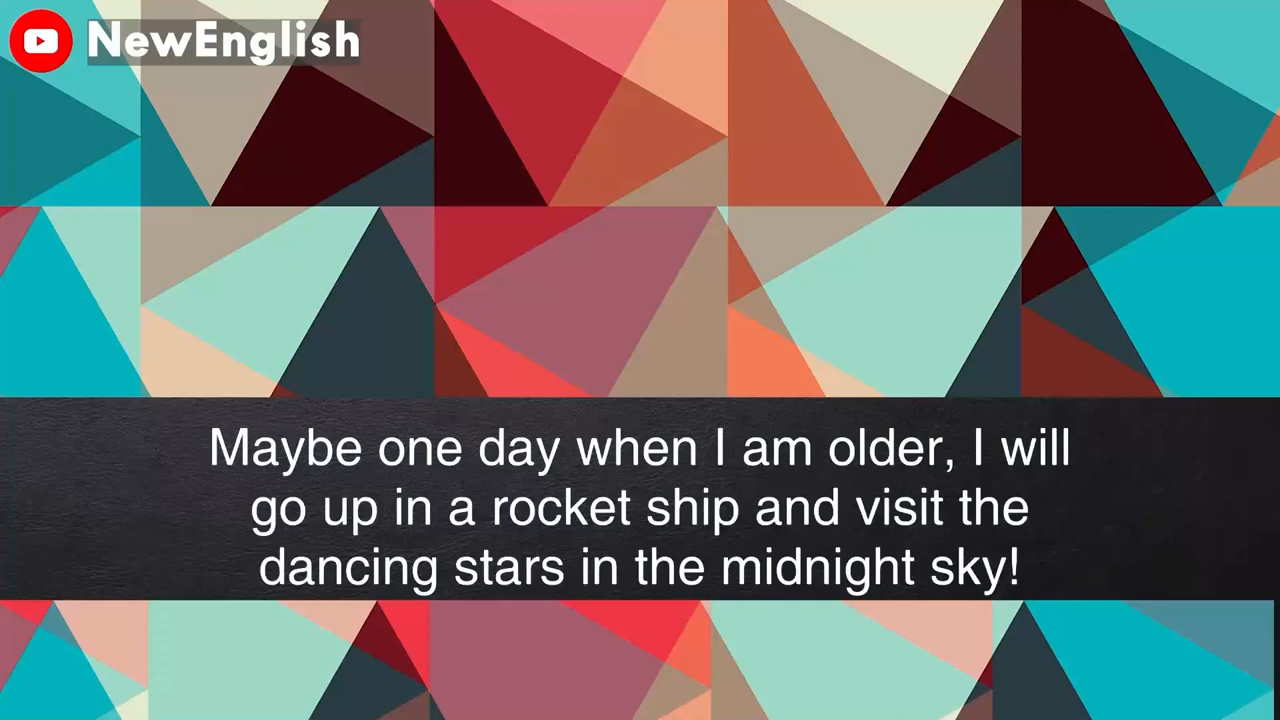 NewEnglish
Maybe one day when I am older, I will
go up in a rocket ship and visit the
dancing stars in the midnight sky!